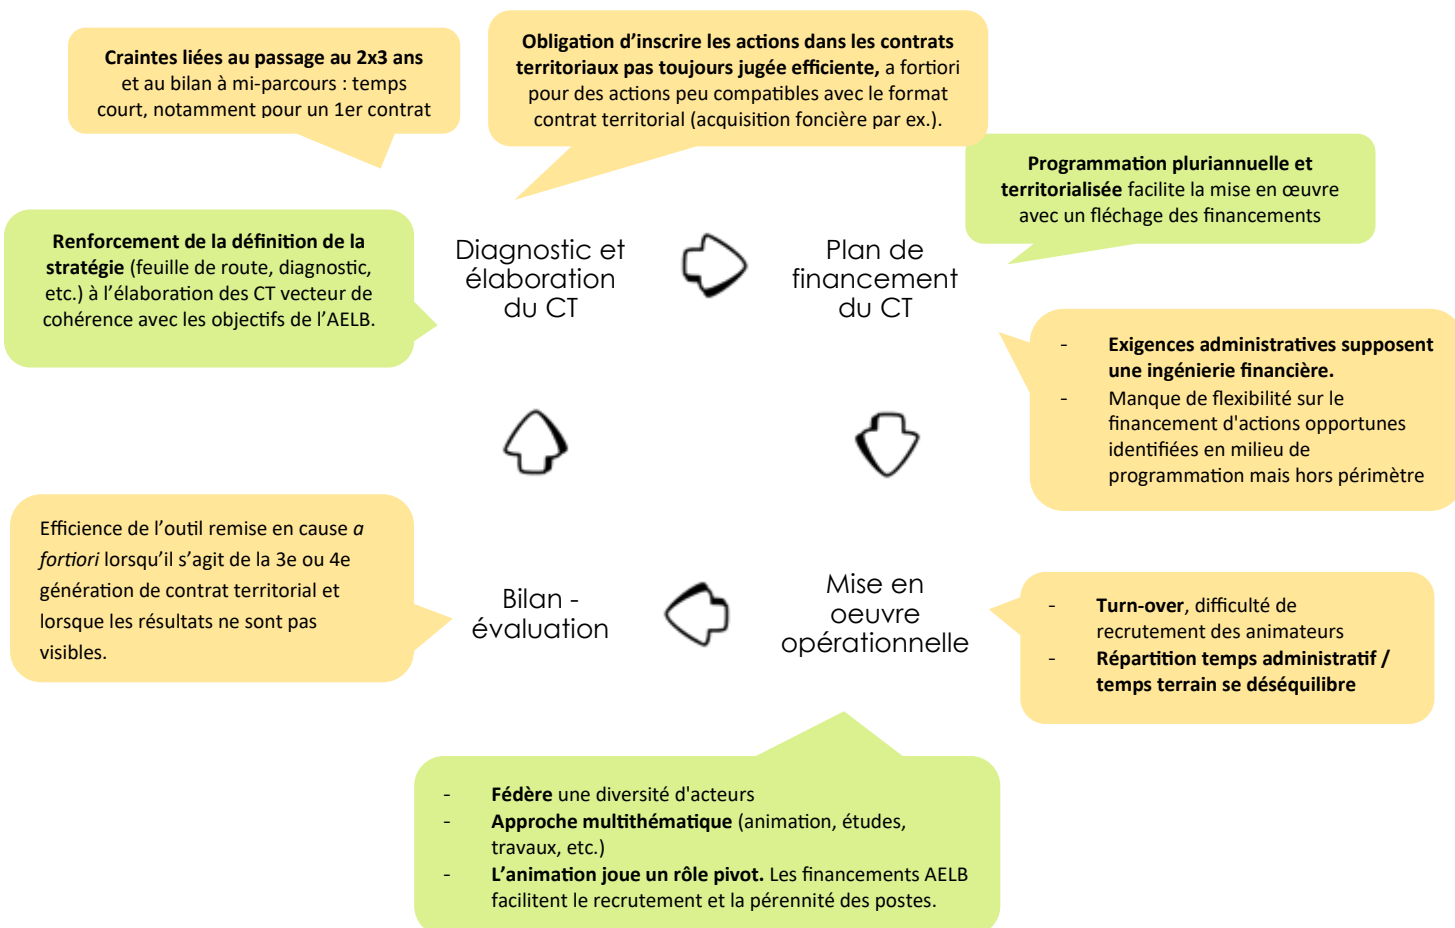 Craintes liées au passage au 2x3 ans
et au bilan à mi-parcours : temps
court, notamment pour un 1er contrat
Obligation d’inscrire les actions dans les contrats
territoriaux pas toujours jugée efficiente, a fortiori
pour des actions peu compatibles avec le format
contrat territorial (acquisition foncière par ex.).
Programmation pluriannuelle et
territorialisée facilite la mise en œuvre
avec un fléchage des financements
Renforcement de la définition de la
stratégie (feuille de route, diagnostic,
etc.) à l’élaboration des CT vecteur de
cohérence avec les objectifs de l’AELB.
Diagnostic et
élaboration
du CT
Plan de
financement
du CT
- Exigences administratives supposent
une ingénierie financière.
- Manque de flexibilité sur le
financement d'actions opportunes
identifiées en milieu de
programmation mais hors périmètre
Efficience de l’outil remise en cause a
fortiori lorsqu’il s’agit de la 3e ou 4e
génération de contrat territorial et
lorsque les résultats ne sont pas
visibles.
Bilan -
évaluation
Mise en
oeuvre
opérationnelle
- Turn-over, difficulté de
recrutement des animateurs
- Répartition temps administratif /
temps terrain se déséquilibre
- Fédère une diversité d'acteurs
- Approche multithématique (animation, études,
travaux, etc.)
- L’animation joue un rôle pivot. Les financements AELB
facilitent le recrutement et la pérennité des postes.